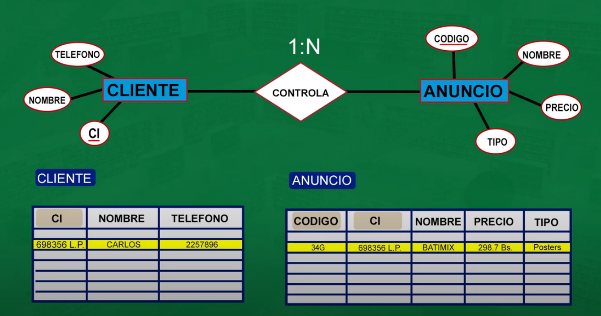 1:N
TELEFONO
NOMBRE
CI
CLIENTE
CONTROLA
ANUNCIO
CODIGO
NOMBRE
PRECIO
TIPO
CLIENTE
CI NOMBRE TELEFONO
698356 L.P. CARLOS 2257896
ANUNCIO
CODIGO CI NOMBRE PRECIO TIPO
34G 698356 L.P. BATIMIX 298.7 Bs. Posters